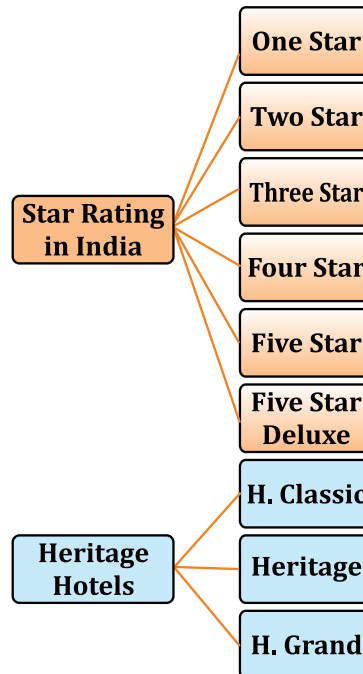 One Star
Two Star
Three Star
Star Rating
in India
Four Star
Five Star
Five Star
Deluxe
H. Classic
Heritage
Hotels
Heritage
H. Grand